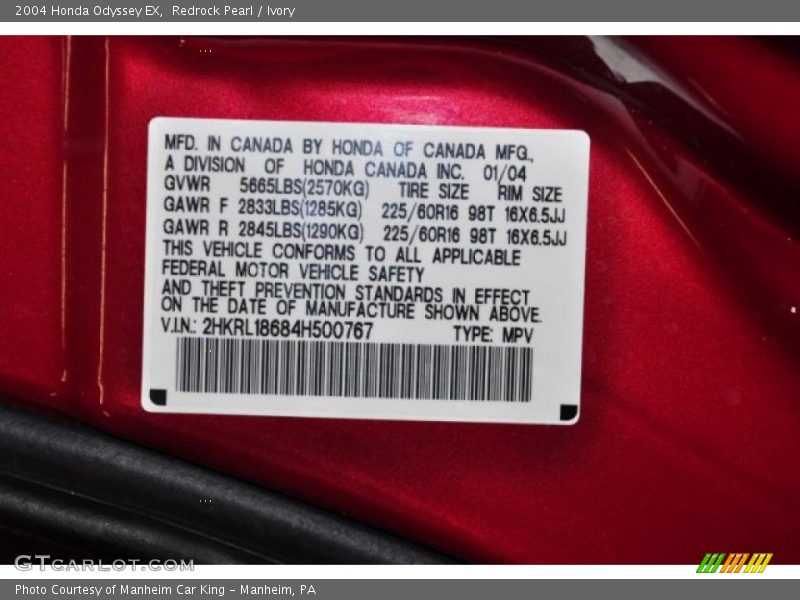 2004 Honda Odyssey EX, Redrock Pearl / Ivory
MFD. IN CANADA BY HONDA OF CANADA MFG.,
A DIVISION OF HONDA CANADA INC. 01/04
GVWR 5665LBS(2570KG) TIRE SIZE RIM SIZE
GAWR F 2833LBS(1285KG) 225/60R16 98T 16X6.5JJ
GAWR R 2845LBS(1290KG) 225/60R16 98T 16X6.5JJ
THIS VEHICLE CONFORMS TO ALL APPLICABLE
FEDERAL MOTOR VEHICLE SAFETY
AND THEFT PREVENTION STANDARDS IN EFFECT
ON THE DATE OF MANUFACTURE SHOWN ABOVE.
V.I.N.: 2HKRL18684H500767 TYPE: MPV
GTCARLOT.COM
Photo Courtesy of Manheim Car King - Manheim, PA